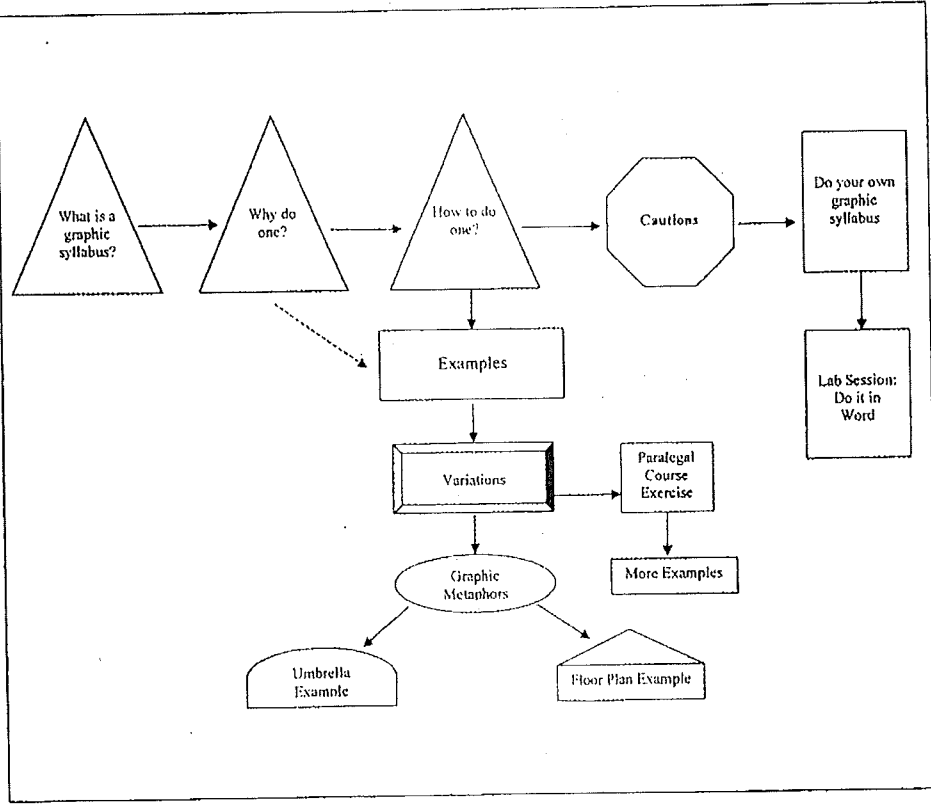 What is a
graphic
syllabus?
Why do
one?
How to do
one?
Cautions
Do your own
graphic
syllabus
Lab Session:
Do it in
Word
Examples
Variations
Paralegal
Course
Exercise
More Examples
Graphic
Metaphors
Umbrella
Example
Floor Plan Example